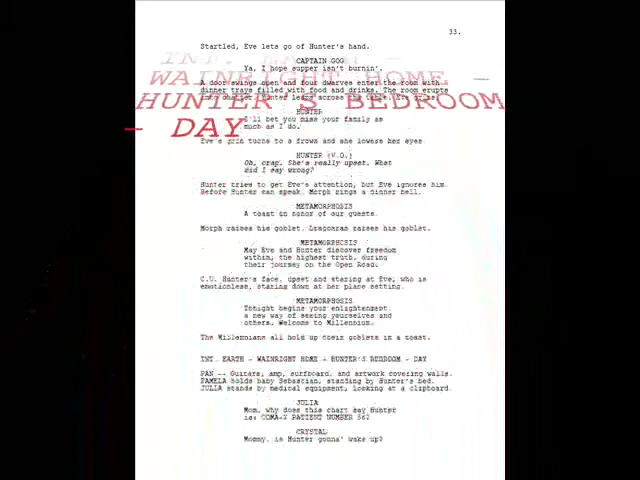 33.
Startled, Eve lets go of Hunter's hand.
CAPTAIN GOG
Ya, I hope supper isn't burnin'.
INT. 
WAINRIGHT HOME -
A door swings open and four dwarves enter the room with
dinner trays filled with food and drinks. The room erupts
HUNTER'S BEDROOM
HUNTER
I'll bet you miss your family as
much as I do.
- DAY
Eve's grin turns to a frown and she lowers her eyes.
HUNTER (V.O.)
Oh, crap. She's really upset. What
did I say wrong?
Hunter tries to get Eve's attention, but Eve ignores him.
Before Hunter can speak, Morph rings a dinner bell.
METAMORPHOSIS
A toast in honor of our guests.
Morph raises his goblet. raises his goblet.
METAMORPHOSIS
May Eve and Hunter discover freedom
within, the highest truth, during
their journey on the Open Road.
C.U. Hunter's face, upset and staring at Eve, who is
emotionless, staring down at her place setting.
METAMORPHOSIS
Tonight begins your enlightenment,
a new way of seeing yourselves and
others. Welcome to Millennium.
The Millennians all hold up their goblets in a toast.
INT. EARTH - WAINRIGHT HOME - HUNTER'S BEDROOM - DAY
PAN -- Guitars, amp, surfboard, and artwork covering walls.
PAMELA holds baby Sebastian, standing by Hunter's bed.
JULIA stands by medical equipment, looking at a clipboard.
JULIA
Mom, why does this chart say Hunter
is: COMA-Z PATIENT NUMBER 56?
CRYSTAL
Mommy, is Hunter gonna' wake up?